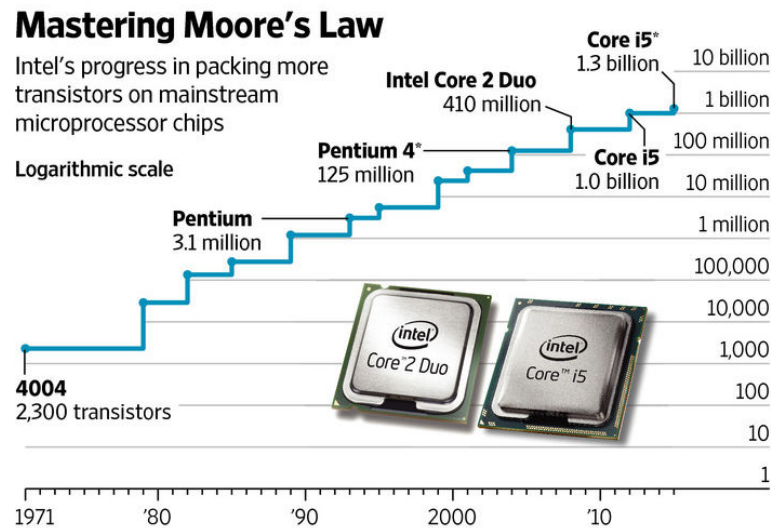 Mastering Moore's Law
Intel's progress in packing more
transistors on mainstream
microprocessor chips
Logarithmic scale
Core i5*
1.3 billion
Intel Core 2 Duo
410 million
Pentium 4*
125 million
Core i5
1.0 billion
Pentium
3.1 million
4004
2,300 transistors
10 billion
1 billion
100 million
10 million
1 million
100,000
10,000
1,000
100
10
1
intel
Core™2 Duo
intel
Core™ i5
1971
'80
'90
2000
'10